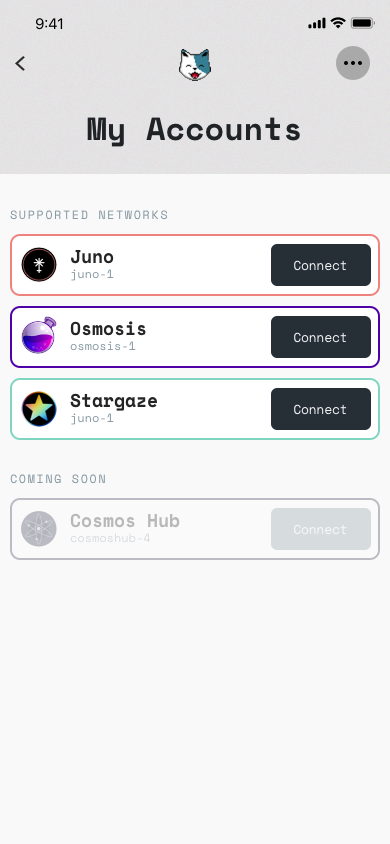 9:41
My Accounts
SUPPORTED NETWORKS
Juno
juno-1
Connect
Osmosis
osmosis-1
Connect
Stargaze
juno-1
Connect
COMING SOON
Cosmos Hub
cosmoshub-4
Connect